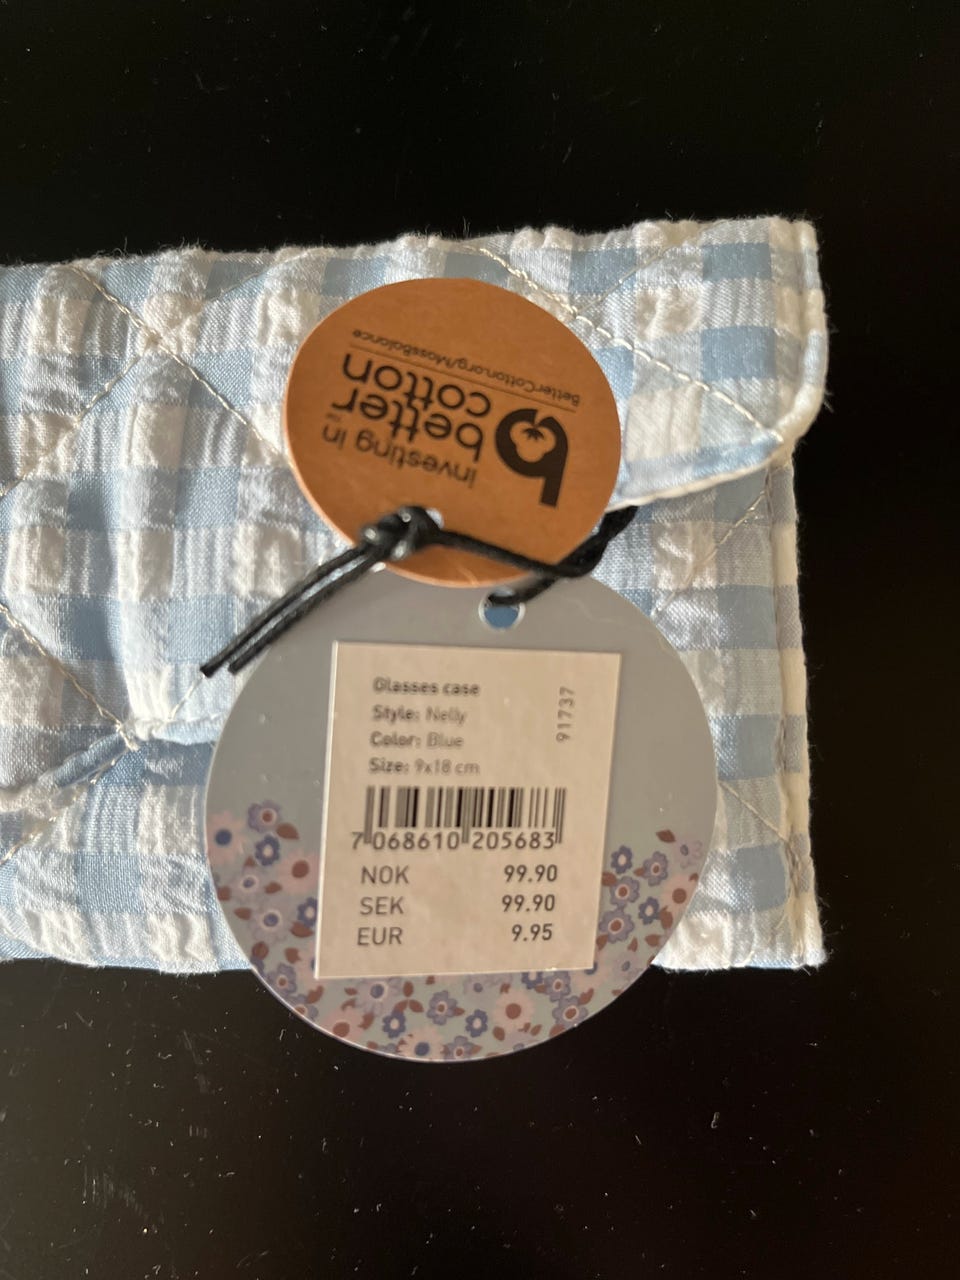 investing in
better
cotton
BetterCotton.org/MassBalance
Glasses case
Style: Nelly
Color: Blue
Size: 9x18 cm
91737
7 068610 205683
NOK 99.90
SEK 99.90
EUR 9.95